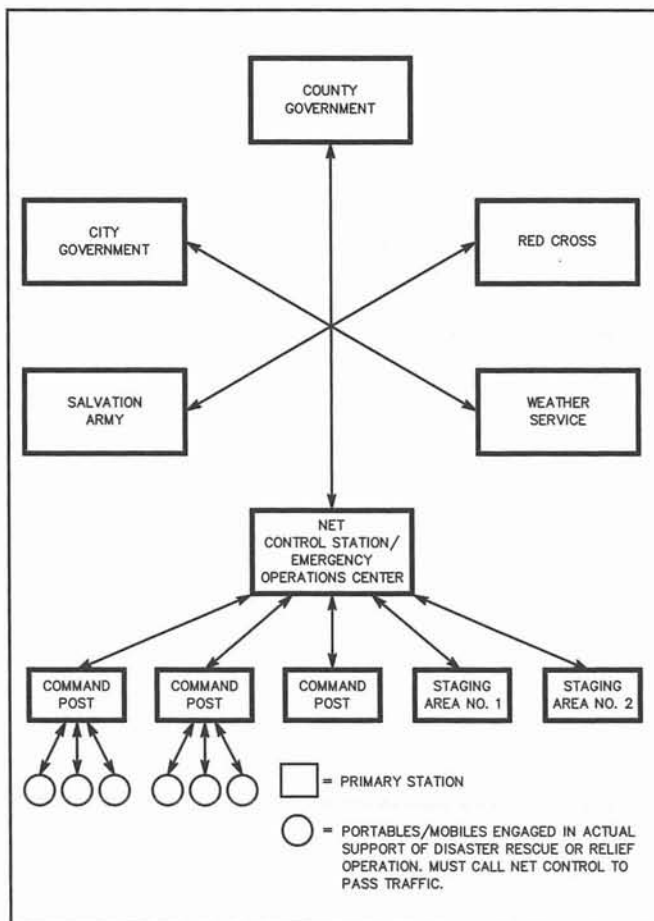 COUNTY
GOVERNMENT
CITY
GOVERNMENT
RED CROSS
SALVATION
ARMY
WEATHER
SERVICE
NET
CONTROL STATION/
EMERGENCY
OPERATIONS CENTER
COMMAND
POST
COMMAND
POST
COMMAND
POST
STAGING
AREA NO. 1
STAGING
AREA NO. 2
= PRIMARY STATION
= PORTABLES/MOBILES ENGAGED IN ACTUAL
SUPPORT OF DISASTER RESCUE OR RELIEF
OPERATION. MUST CALL NET CONTROL TO
PASS TRAFFIC.